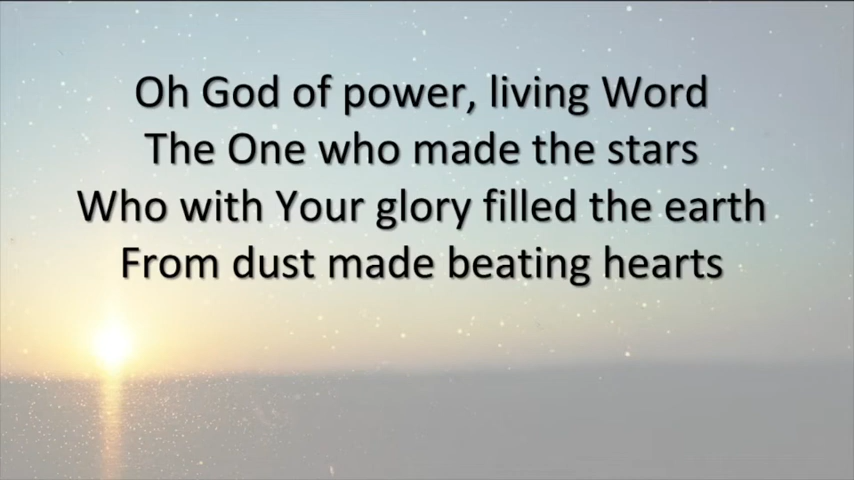 Oh God of power, living Word
The One who made the stars
Who with Your glory filled the earth
From dust made beating hearts